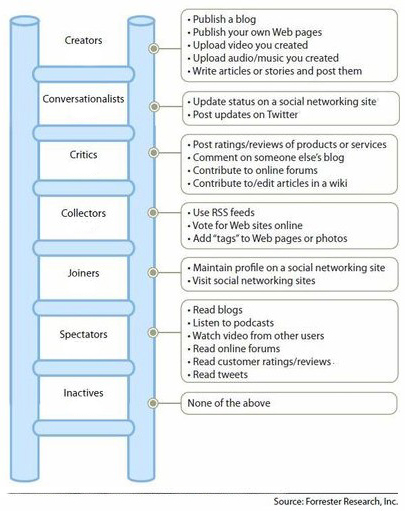 Creators
• Publish a blog
• Publish your own Web pages
• Upload video you created
• Upload audio/music you created
• Write articles or stories and post them
Conversationalists
• Update status on a social networking site
• Post updates on Twitter
Critics
• Post ratings/reviews of products or services
• Comment on someone else's blog
• Contribute to online forums
• Contribute to/edit articles in a wiki
Collectors
• Use RSS feeds
• Vote for Web sites online
• Add "tags" to Web pages or photos
Joiners
• Maintain profile on a social networking site
• Visit social networking sites
Spectators
• Read blogs
• Listen to podcasts
• Watch video from other users
• Read online forums
• Read customer ratings/reviews
• Read tweets
Inactives
None of the above
Source: Forrester Research, Inc.